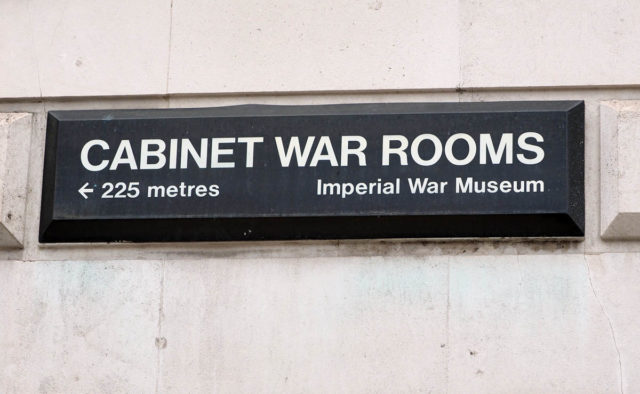 CABINET WAR ROOMS
← 225 metres Imperial War Museum